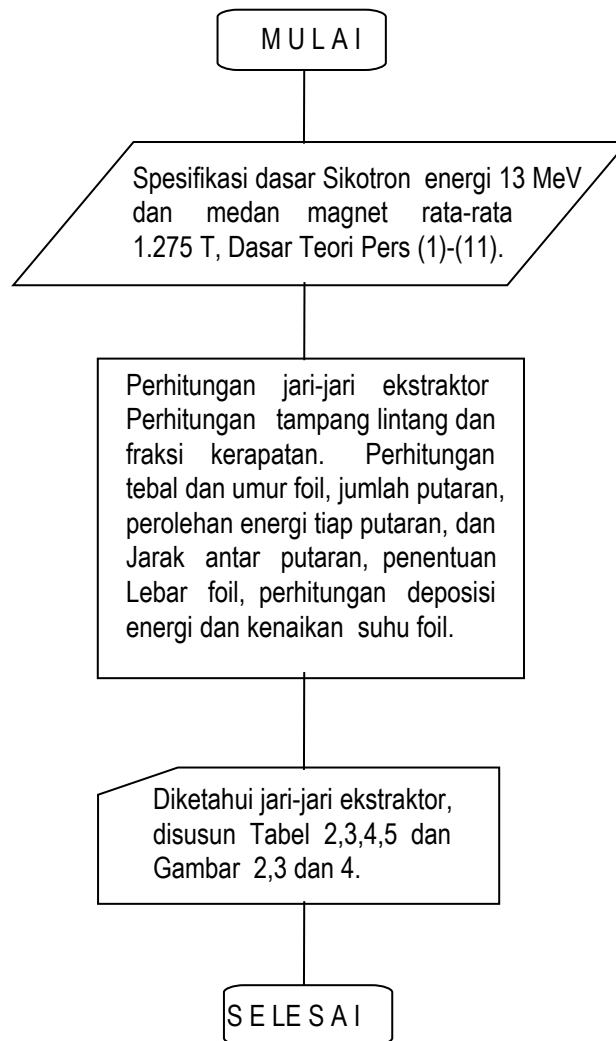 M U L A I
Spesifikasi dasar Sikotron energi 13 MeV
dan medan magnet rata-rata
1.275 T, Dasar Teori Pers (1)-(11).
Perhitungan jari-jari ekstraktor
Perhitungan tampang lintang dan
fraksi kerapatan. Perhitungan
tebal dan umur foil, jumlah putaran,
perolehan energi tiap putaran, dan
Jarak antar putaran, penentuan
Lebar foil, perhitungan deposisi
energi dan kenaikan suhu foil.
Diketahui jari-jari ekstraktor,
disusun Tabel 2,3,4,5 dan
Gambar 2,3 dan 4.
S E LE S A I